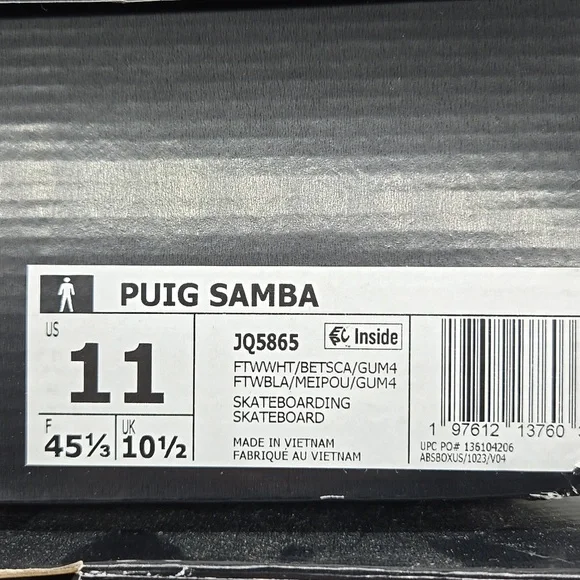 PUIG SAMBA
US
11
F
45⅓
UK
10½
JQ5865
Inside
FTWWHT/BETSCA/GUM4
FTWBLA/MEIPOU/GUM4
SKATEBOARDING
SKATEBOARD
MADE IN VIETNAM
FABRIQUÉ AU VIETNAM
1 97612 13760
UPC PO# 136104206
ABSBOXUS/1023/V04